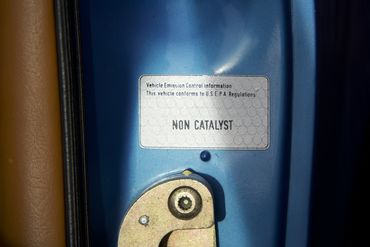 Vehicle Emission Control Information
This vehicle conforms to U.S.E.P.A. Regulations
NON CATALYST